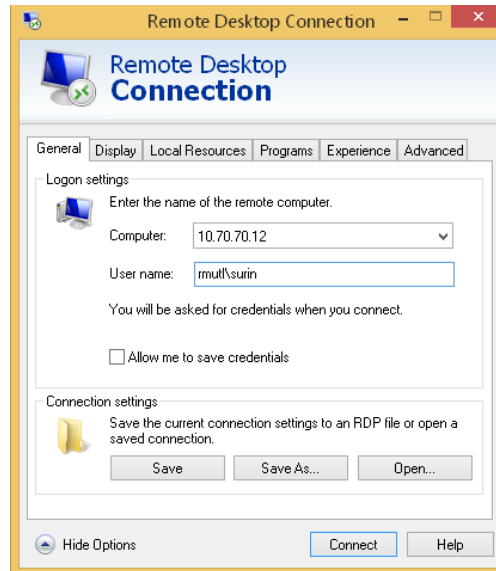 Remote Desktop Connection
Remote Desktop
Connection
General Display Local Resources Programs Experience Advanced
Logon settings
Enter the name of the remote computer.
Computer: 10.70.70.12
User name: rmutl\surin
You will be asked for credentials when you connect.
Allow me to save credentials
Connection settings
Save the current connection settings to an RDP file or open a
saved connection.
Save Save As... Open...
Hide Options Connect Help